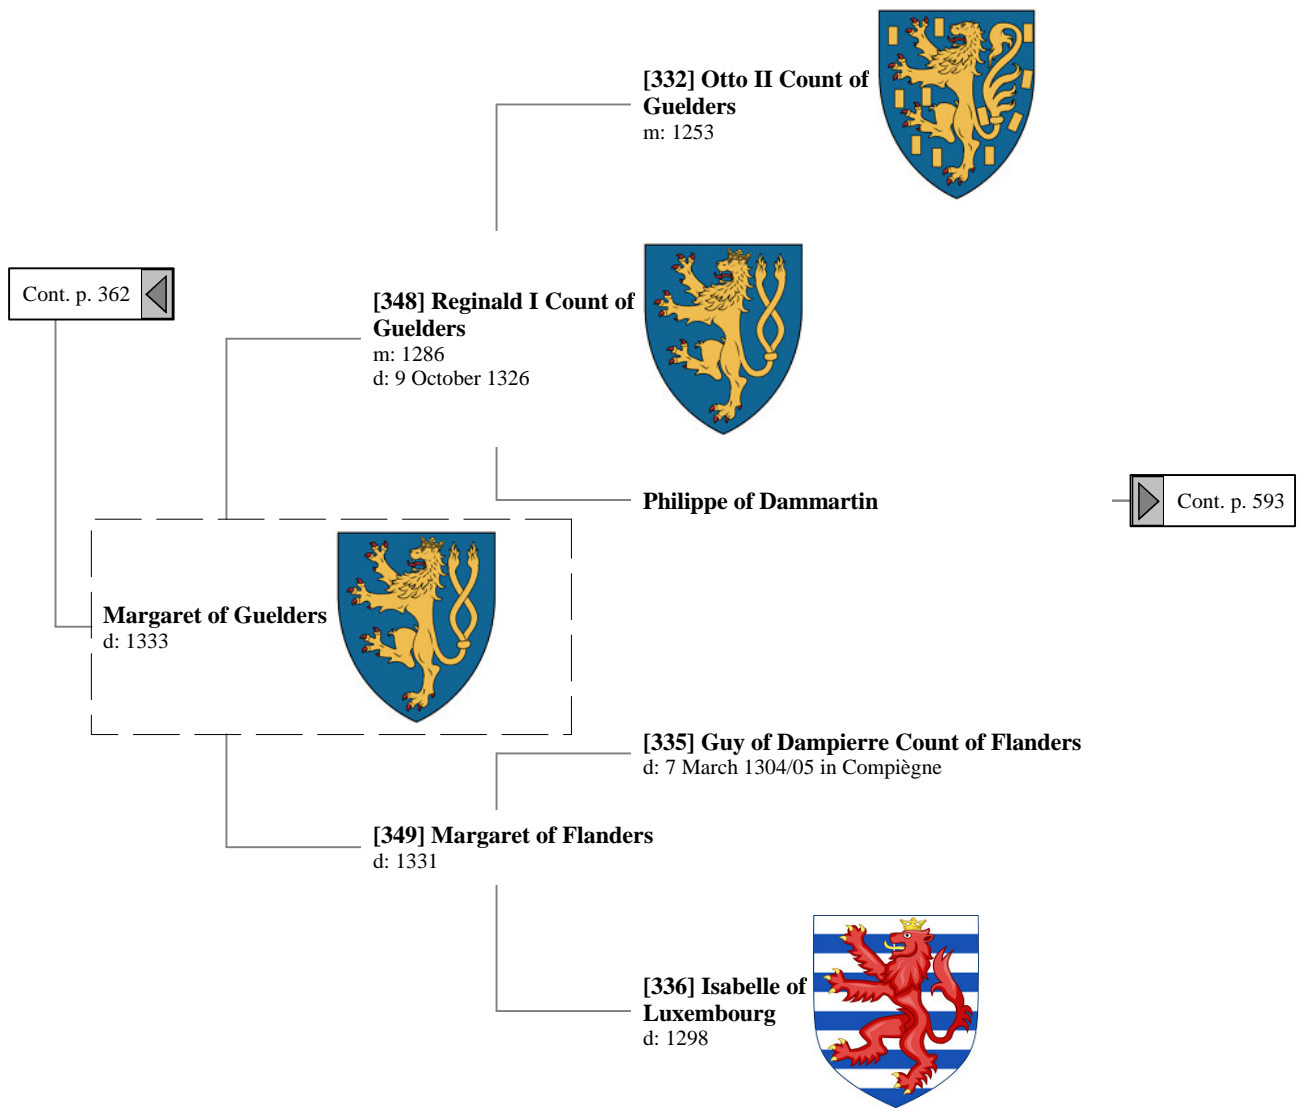 [332] Otto II Count of
Guelders
m: 1253
Cont. p. 362
[348] Reginald I Count of
Guelders
m: 1286
d: 9 October 1326
Philippe of Dammartin
Cont. p. 593
Margaret of Guelders
d: 1333
[335] Guy of Dampierre Count of Flanders
d: 7 March 1304/05 in Compiègne
[349] Margaret of Flanders
d: 1331
[336] Isabelle of
Luxembourg
d: 1298